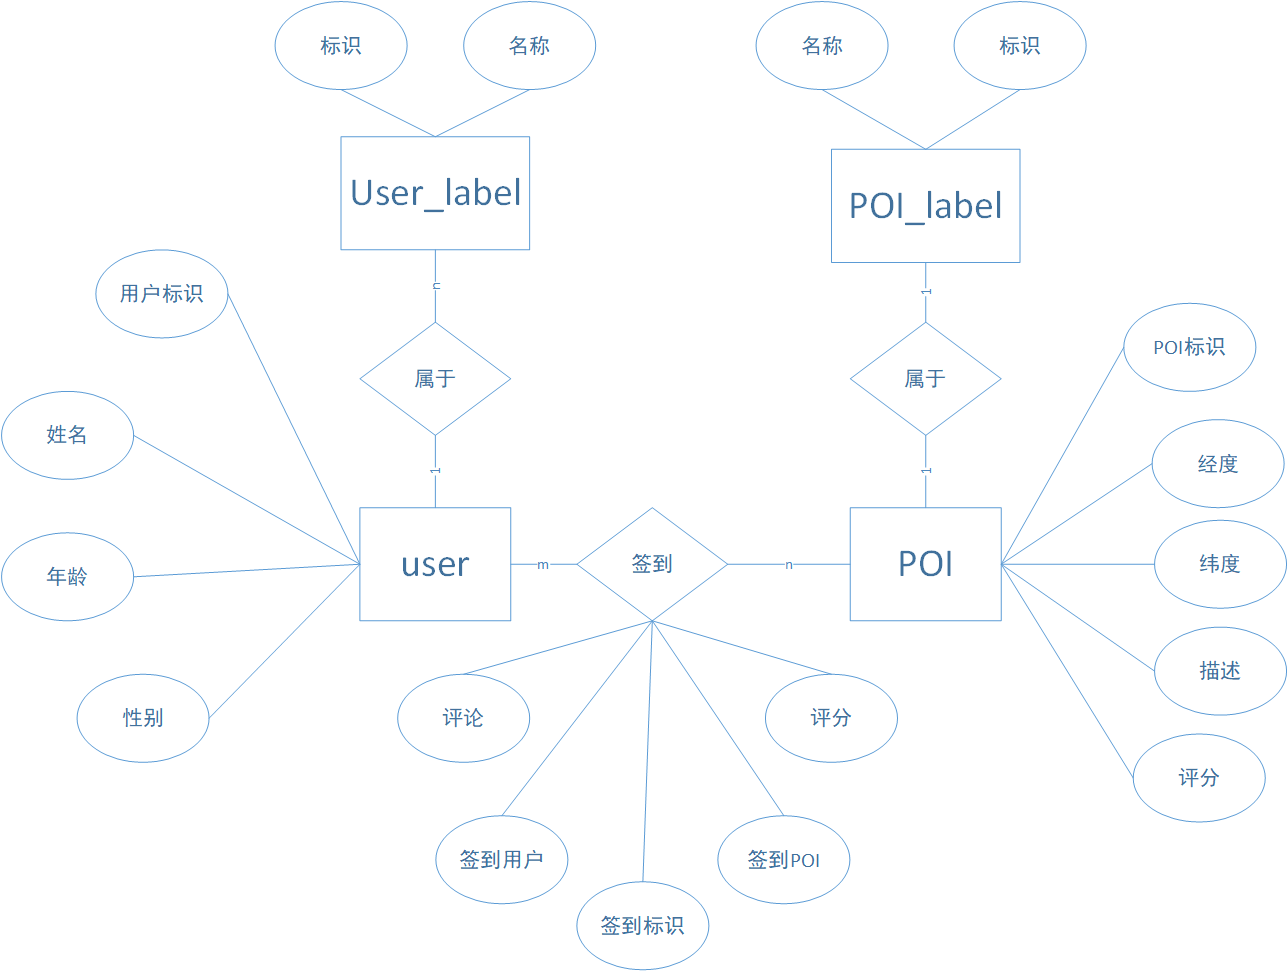 标识
名称
名称
标识
User_label
POI_label
n
1
用户标识
POI标识
属于
属于
姓名
经度
1
1
user
m
签到
n
POI
纬度
年龄
描述
性别
评论
评分
评分
签到用户
签到POI
签到标识